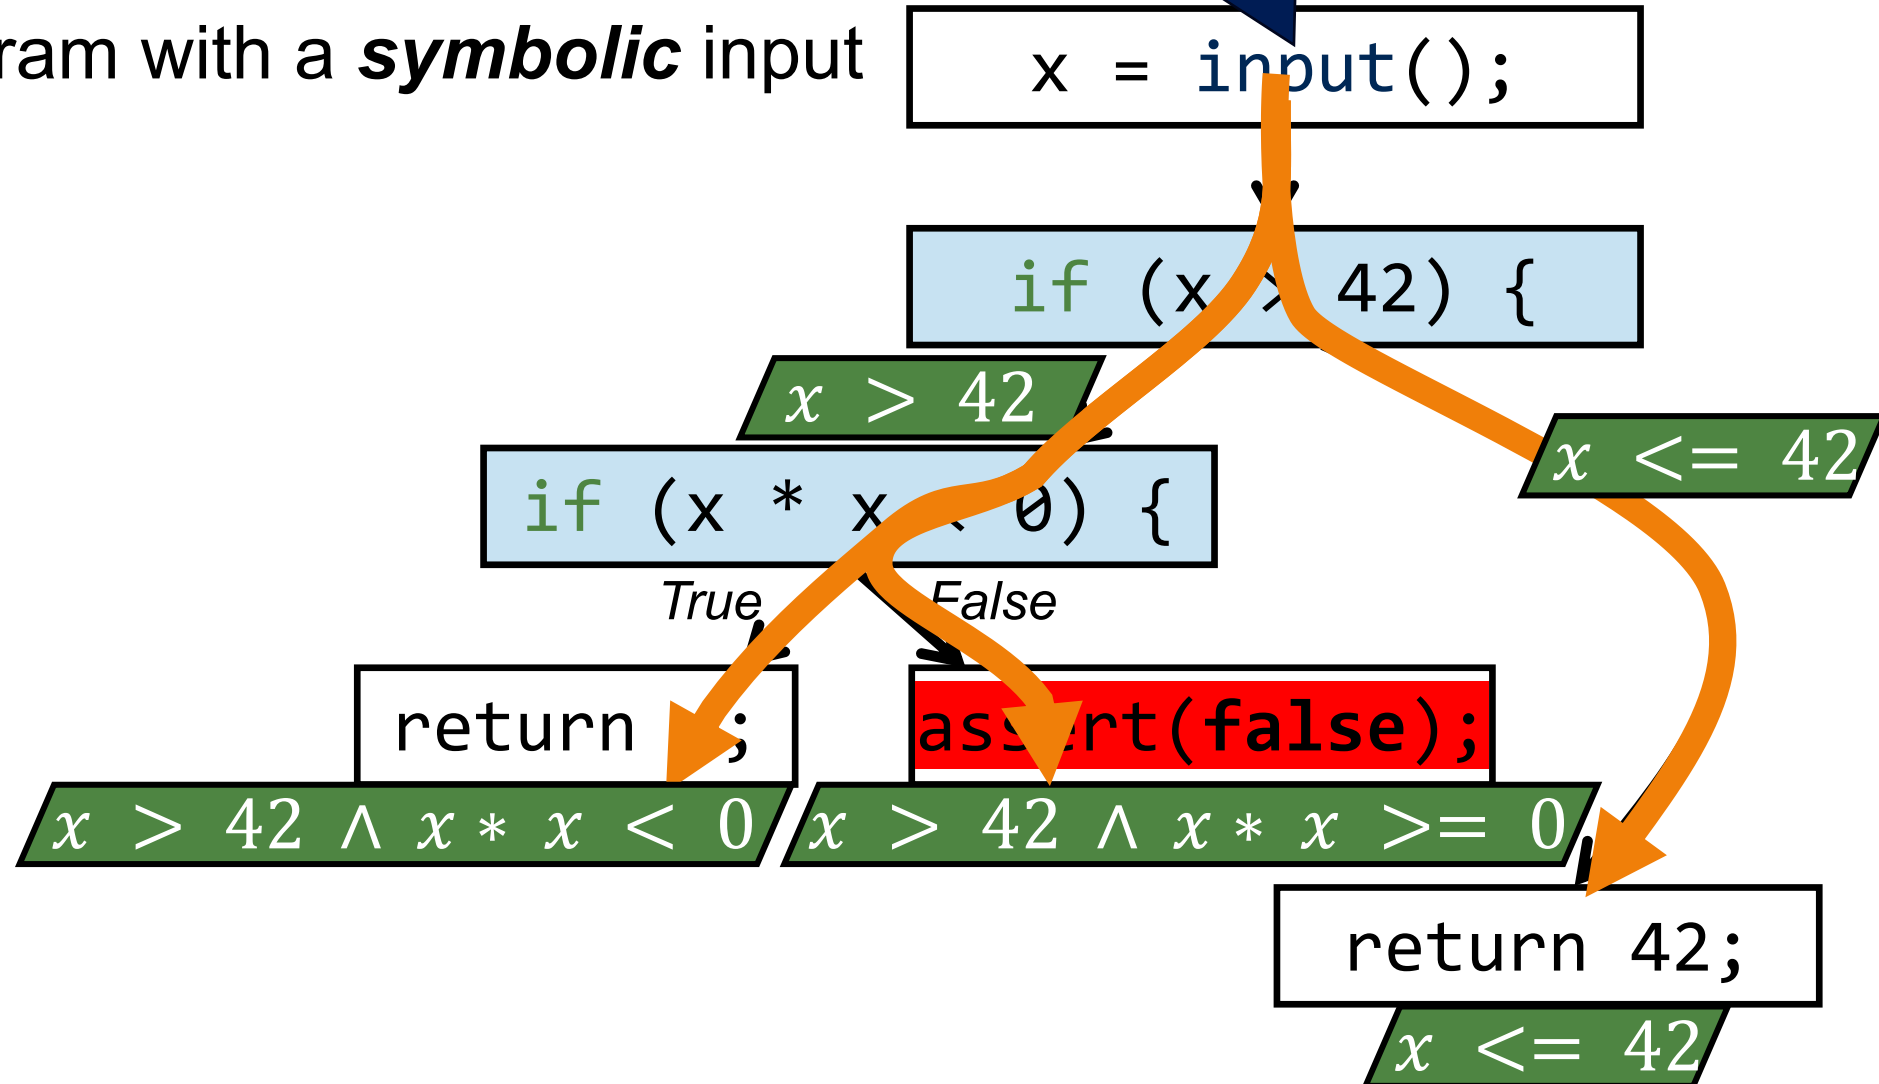 ram with a symbolic input
x = input();
if (x > 42) {
x > 42
x <= 42
if (x * x < 0) {
True
False
return ;
assert(false);
x > 42 ∧ x ∗ x < 0
x > 42 ∧ x ∗ x >= 0
return 42;
x <= 42